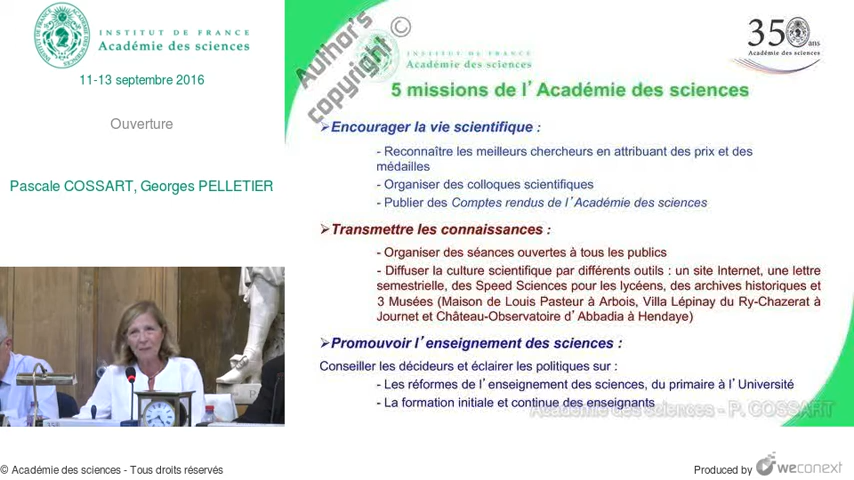 INSTITUT DE FRANCE
Académie des sciences
11-13 septembre 2016
Ouverture
Pascale COSSART, Georges PELLETIER
Author's
copyright ©
INSTITUT DE FRANCE
Académie des sciences
350 ans
Académie des sciences
5 missions de l'Académie des sciences
➢Encourager la vie scientifique :
- Reconnaître les meilleurs chercheurs en attribuant des prix et des
médailles
- Organiser des colloques scientifiques
- Publier des Comptes rendus de l'Académie des sciences
➢Transmettre les connaissances :
- Organiser des séances ouvertes à tous les publics
- Diffuser la culture scientifique par différents outils : un site Internet, une lettre
semestrielle, des Speed Sciences pour les lycéens, des archives historiques et
3 Musées (Maison de Louis Pasteur à Arbois, Villa Lépinay du Ry-Chazerat à
Journet et Château-Observatoire d'Abbadia à Hendaye)
➢Promouvoir l'enseignement des sciences :
Conseiller les décideurs et éclairer les politiques sur :
- Les réformes de l'enseignement des sciences, du primaire à l'Université
- La formation initiale et continue des enseignants
Académie des sciences - P. COSSART
© Académie des sciences - Tous droits réservés
Produced by weconext